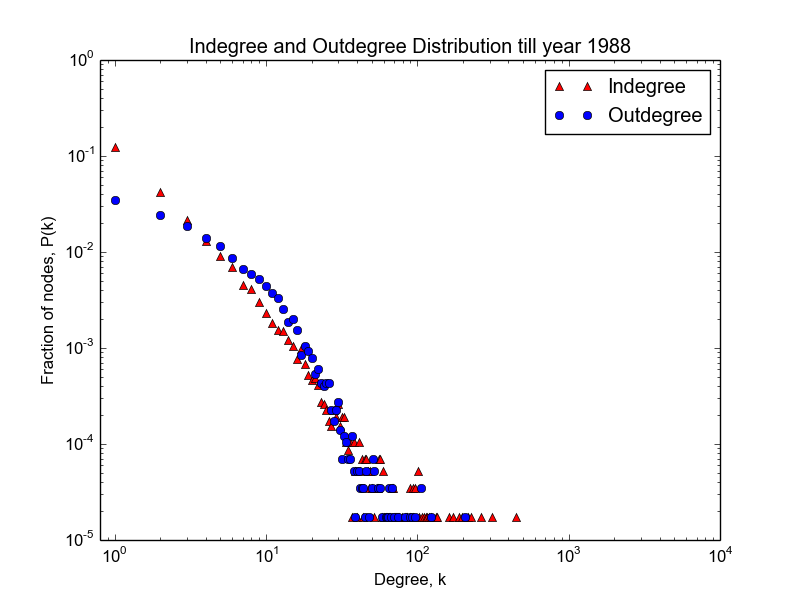 Indegree and Outdegree Distribution till year 1988
Indegree
Outdegree
10^0
10^-1
10^-2
10^-3
10^-4
10^-5
Fraction of nodes, P(k)
10^0 10^1 10^2 10^3 10^4
Degree, k